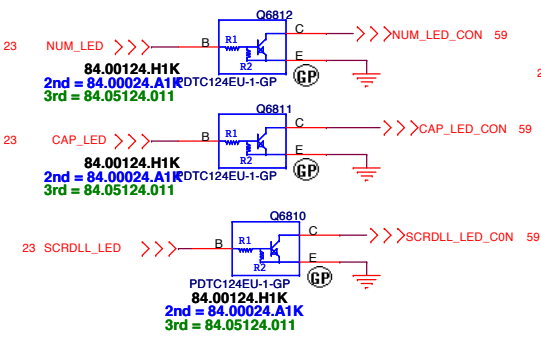 Q6812
23 NUM_LED B R1 R2 C E NUM_LED_CON 59
GP
84.00124.H1K
2nd = 84.00024.A1K PDTC124EU-1-GP
3rd = 84.05124.011
Q6811
23 CAP_LED B R1 R2 C E CAP_LED_CON 59
GP
84.00124.H1K
2nd = 84.00024.A1K PDTC124EU-1-GP
3rd = 84.05124.011
Q6810
23 SCRDLL_LED B R1 R2 C E SCRDLL_LED_C0N 59
GP
PDTC124EU-1-GP
84.00124.H1K
2nd = 84.00024.A1K
3rd = 84.05124.011